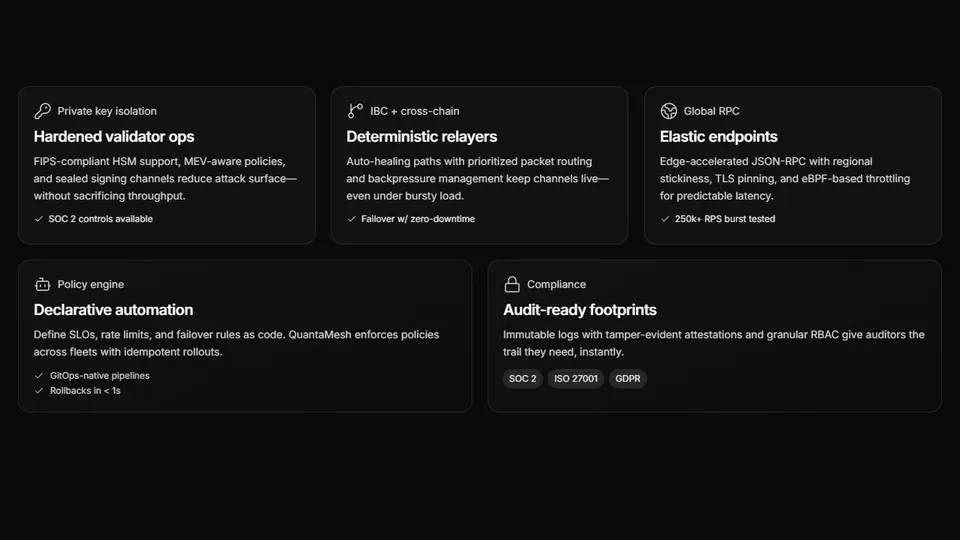 Private key isolation
Hardened validator ops
FIPS-compliant HSM support, MEV-aware policies,
and sealed signing channels reduce attack surface—
without sacrificing throughput.
SOC 2 controls available
IBC + cross-chain
Deterministic relayers
Auto-healing paths with prioritized packet routing
and backpressure management keep channels live—
even under bursty load.
Failover w/ zero-downtime
Global RPC
Elastic endpoints
Edge-accelerated JSON-RPC with regional
stickiness, TLS pinning, and eBPF-based throttling
for predictable latency.
250k+ RPS burst tested
Policy engine
Declarative automation
Define SLOs, rate limits, and failover rules as code. QuantaMesh enforces policies
across fleets with idempotent rollouts.
GitOps-native pipelines
Rollbacks in < 1s
Compliance
Audit-ready footprints
Immutable logs with tamper-evident attestations and granular RBAC give auditors the
trail they need, instantly.
SOC 2 ISO 27001 GDPR